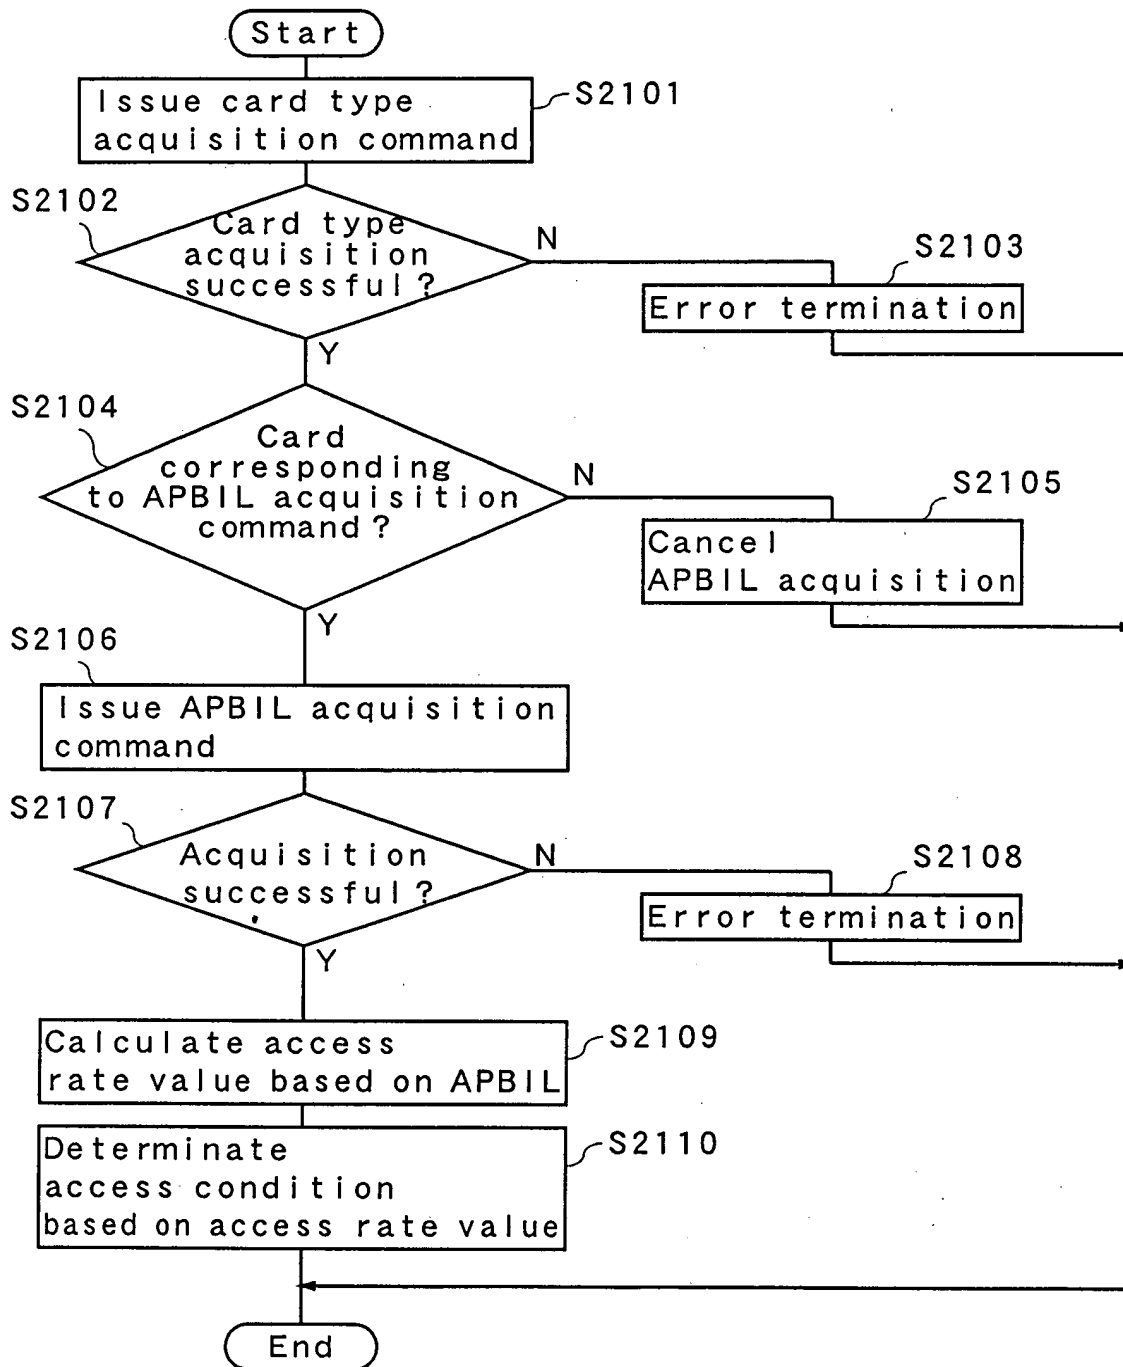 Start
Issue card type
acquisition command
S2101
S2102
Card type
acquisition
successful?
N
S2103
Error termination
Y
S2104
Card
corresponding
to APBIL acquisition
command?
N
S2105
Cancel
APBIL acquisition
Y
S2106
Issue APBIL acquisition
command
S2107
Acquisition
successful?
N
S2108
Error termination
Y
Calculate access
rate value based on APBIL
S2109
Determinate
access condition
based on access rate value
S2110
End